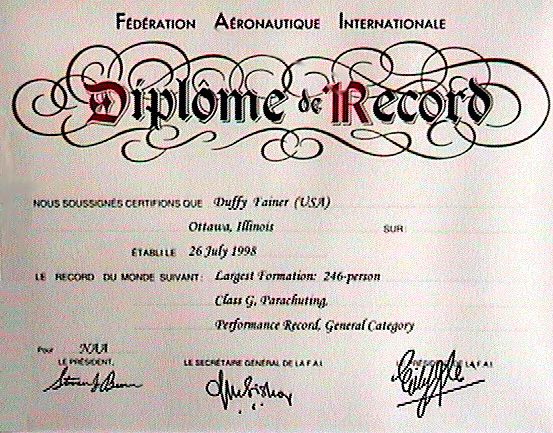 FÉDÉRATION AÉRONAUTIQUE INTERNATIONALE
Diplôme de Record
NOUS SOUSSIGNÉS CERTIFIONS QUE Duffy Fainer (USA)
Ottawa, Illinois SUR:
ÉTABLI LE 26 July 1998
LE RECORD DU MONDE SUIVANT: Largest Formation: 246-person
Class G, Parachuting,
Performance Record, General Category
Pour NAA
LE PRÉSIDENT, LE SECRÉTAIRE GÉNÉRAL DE LA F.A.I. LE PRÉSIDENT DE LA F.A.I.